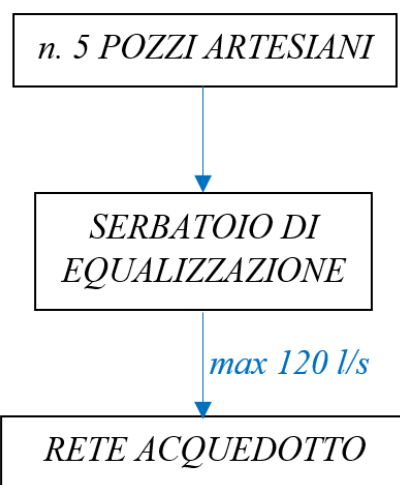 n. 5 POZZI ARTESIANI
SERBATOIO DI
EQUALIZZAZIONE
max 120 l/s
RETE ACQUEDOTTO